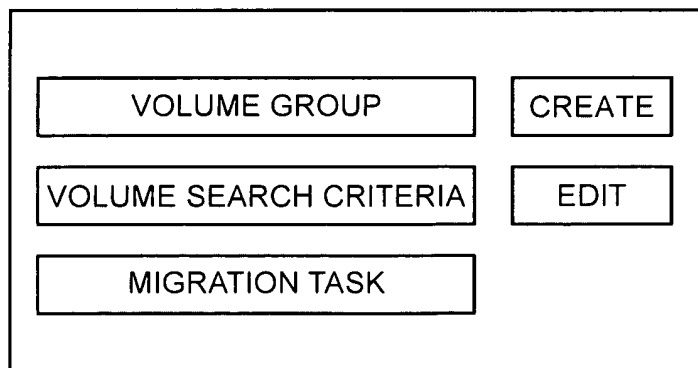 VOLUME GROUP
CREATE
VOLUME SEARCH CRITERIA
EDIT
MIGRATION TASK